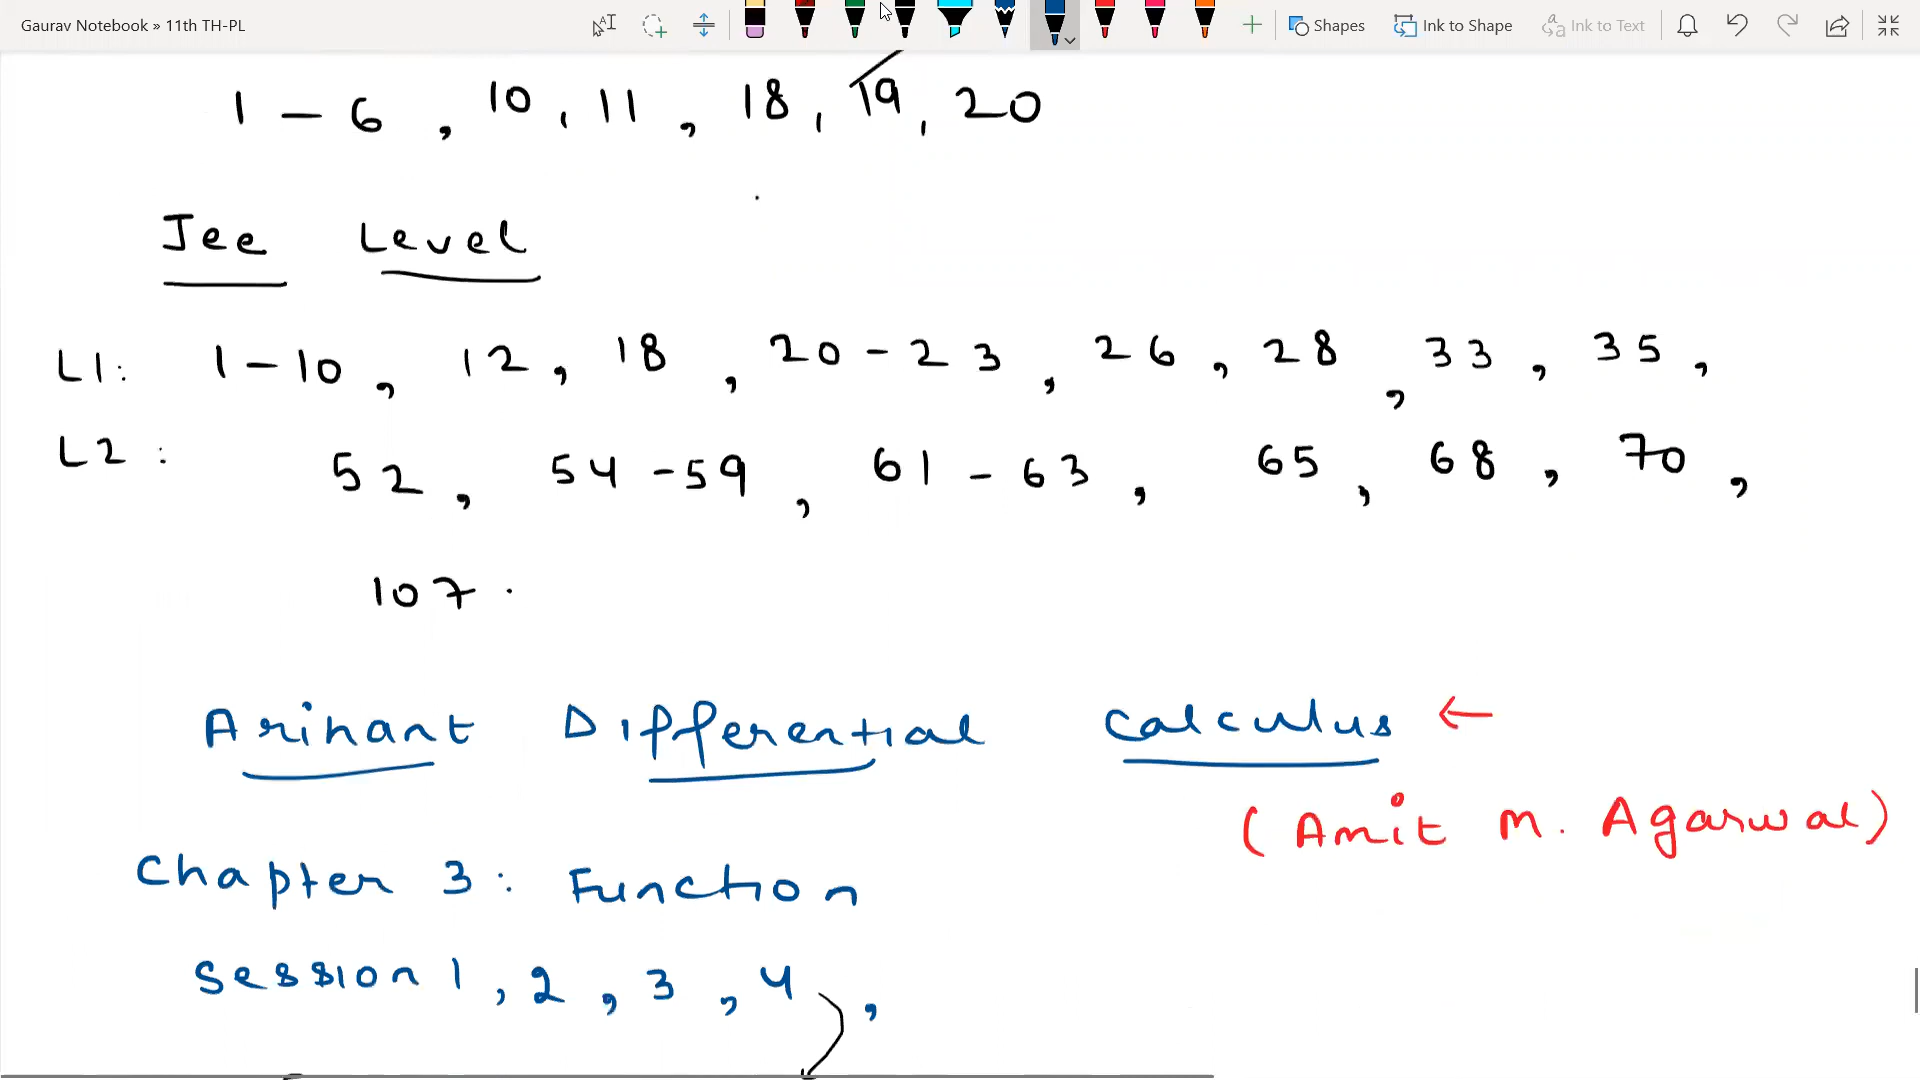 Gaurav Notebook » 11th TH-PL
Shapes
Ink to Shape
Ink to Text
1 – 6 , 10 , 11 , 18 , 19 , 20
Jee Level
L1: 1 – 10 , 12 , 18 , 20 - 23 , 26 , 28 , 33 , 35 ,
L2 : 52 , 54 - 59 , 61 - 63 , 65 , 68 , 70 ,
107 .
Arihant Differential Calculus ←
( Amit M. Agarwal)
Chapter 3 : Function
Session 1 , 2 , 3 , 4 ,